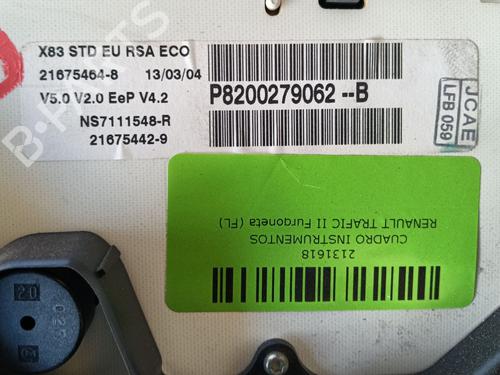 X83 STD EU RSA ECO
21675464-8 13/03/04
V5.0 V2.0 EeP V4.2
NS7111548-R
21675442-9
P8200279062--B
JCAE
LFB 059
2131618
CUADRO INSTRUMENTOS
RENAULT TRAFIC II Furgoneta (FL)
B-PARTS
20